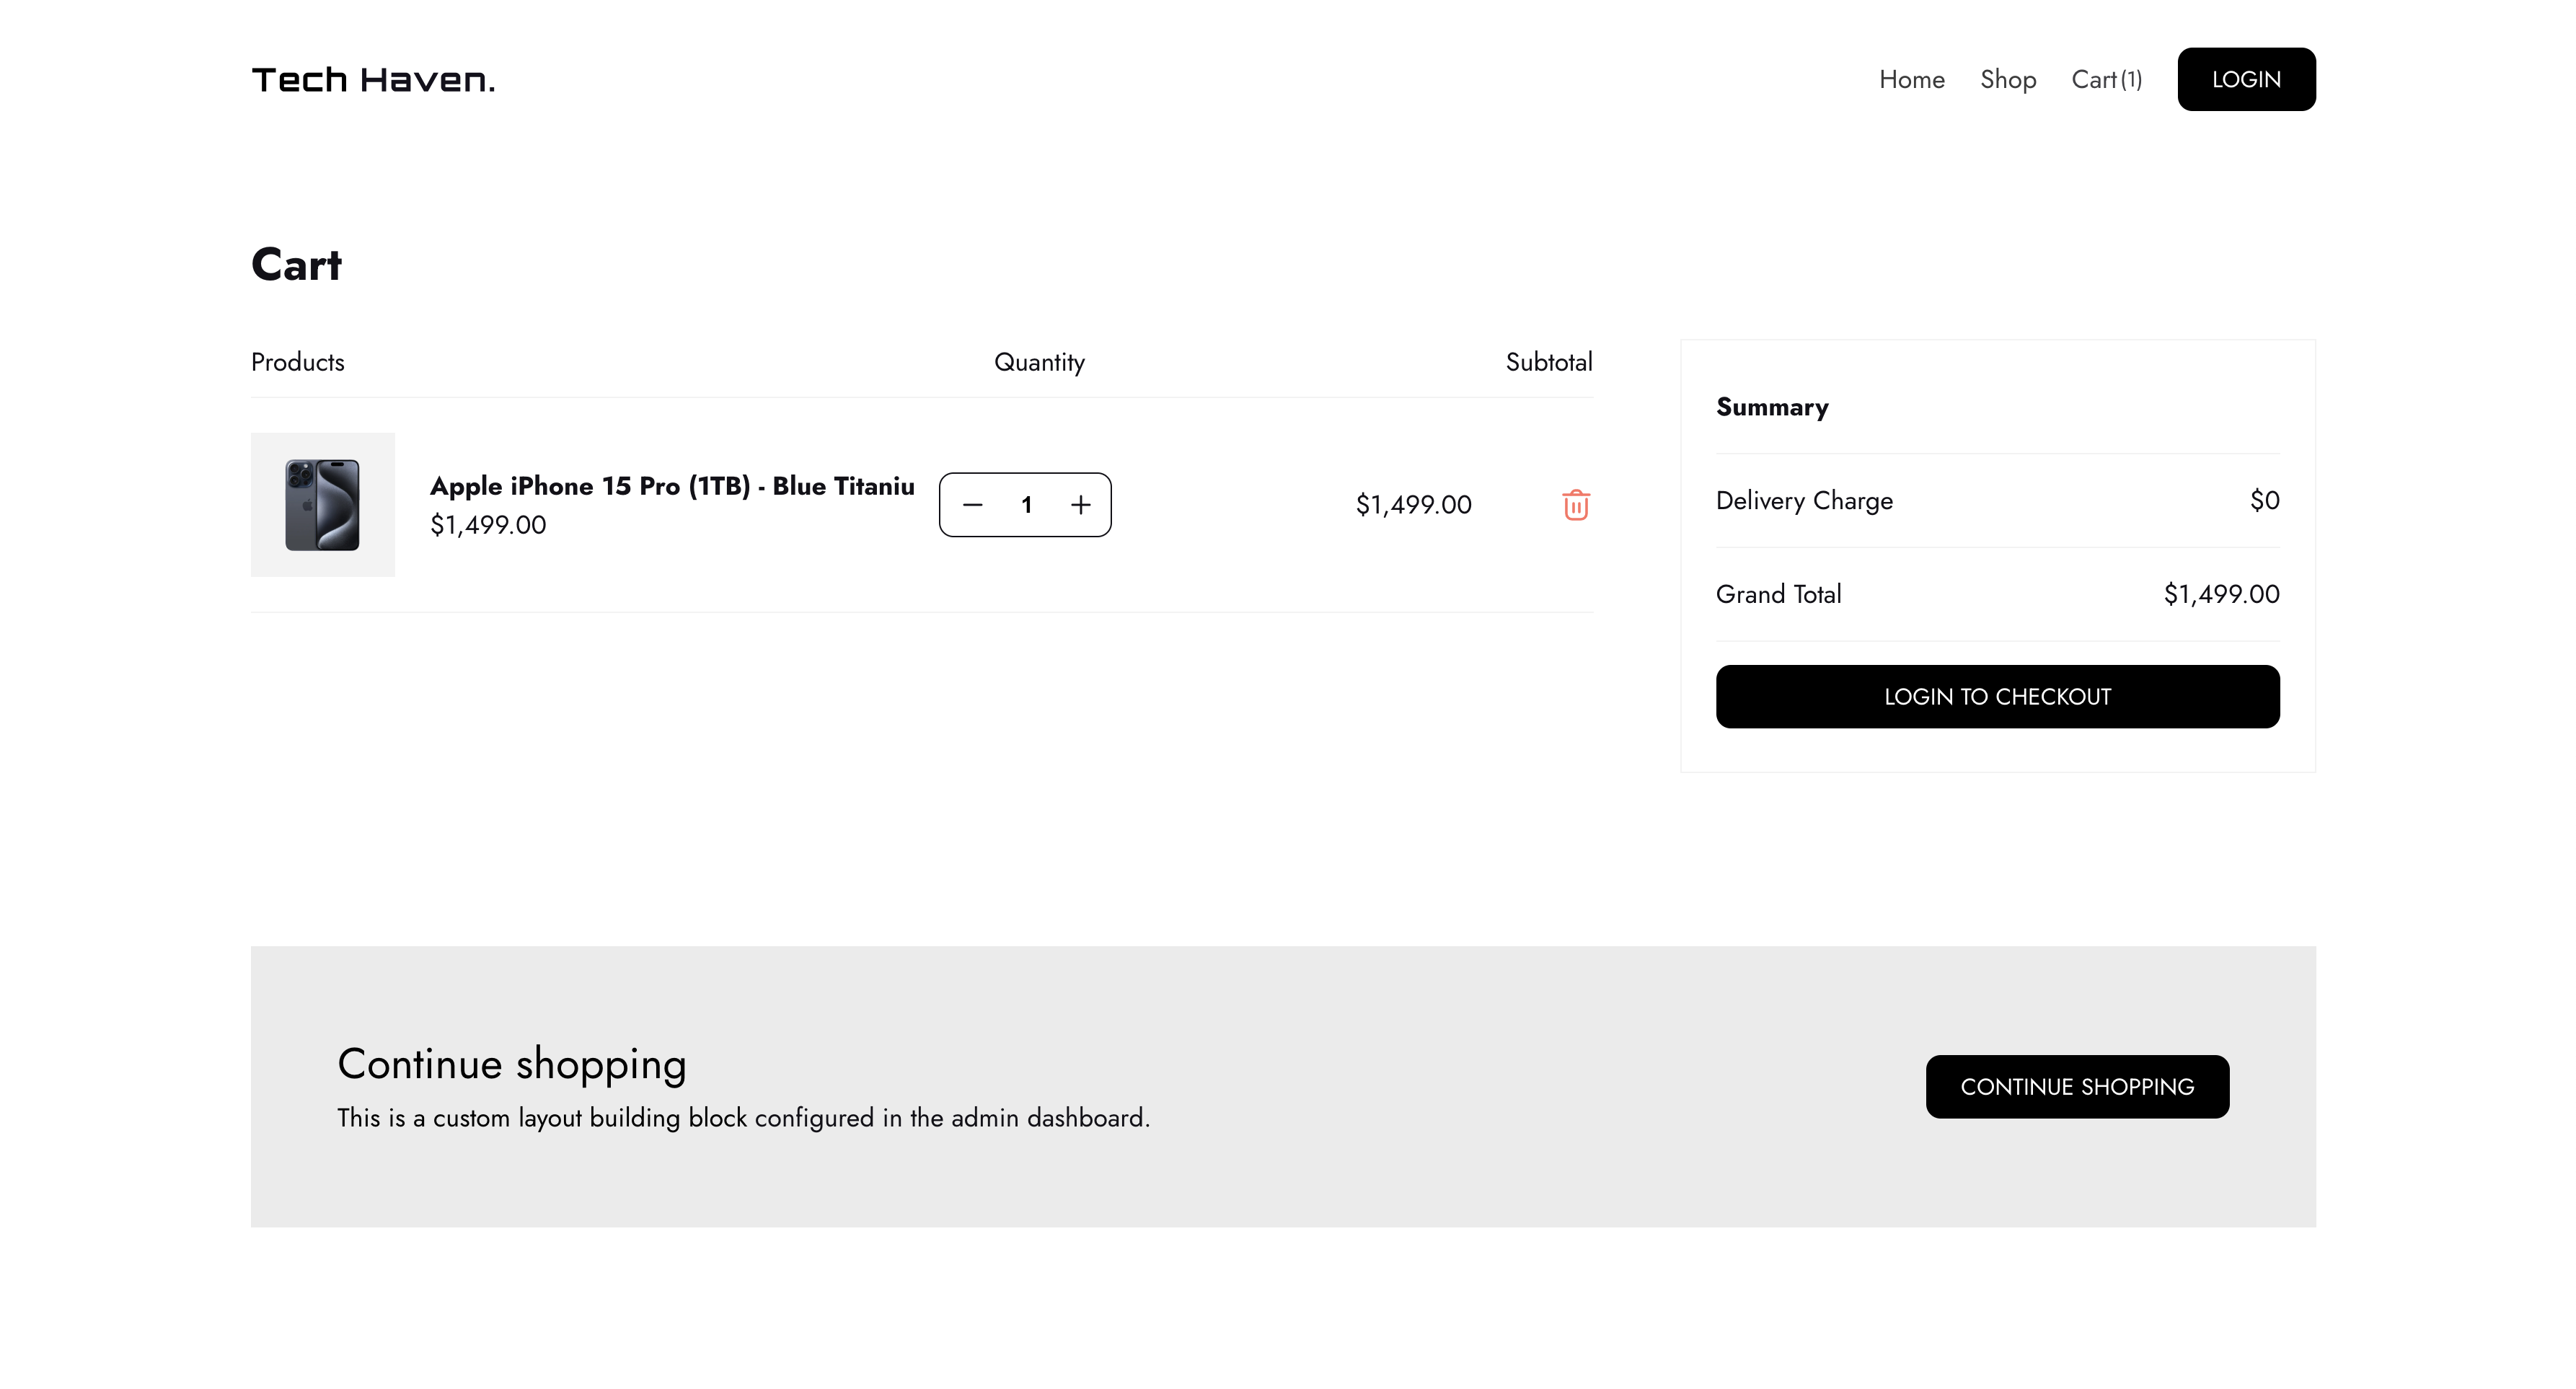 Tech Haven.
Home Shop Cart (1) LOGIN
Cart
Products Quantity Subtotal
Apple iPhone 15 Pro (1TB) - Blue Titaniu
$1,499.00
1
$1,499.00
Summary
Delivery Charge $0
Grand Total $1,499.00
LOGIN TO CHECKOUT
Continue shopping
This is a custom layout building block configured in the admin dashboard.
CONTINUE SHOPPING